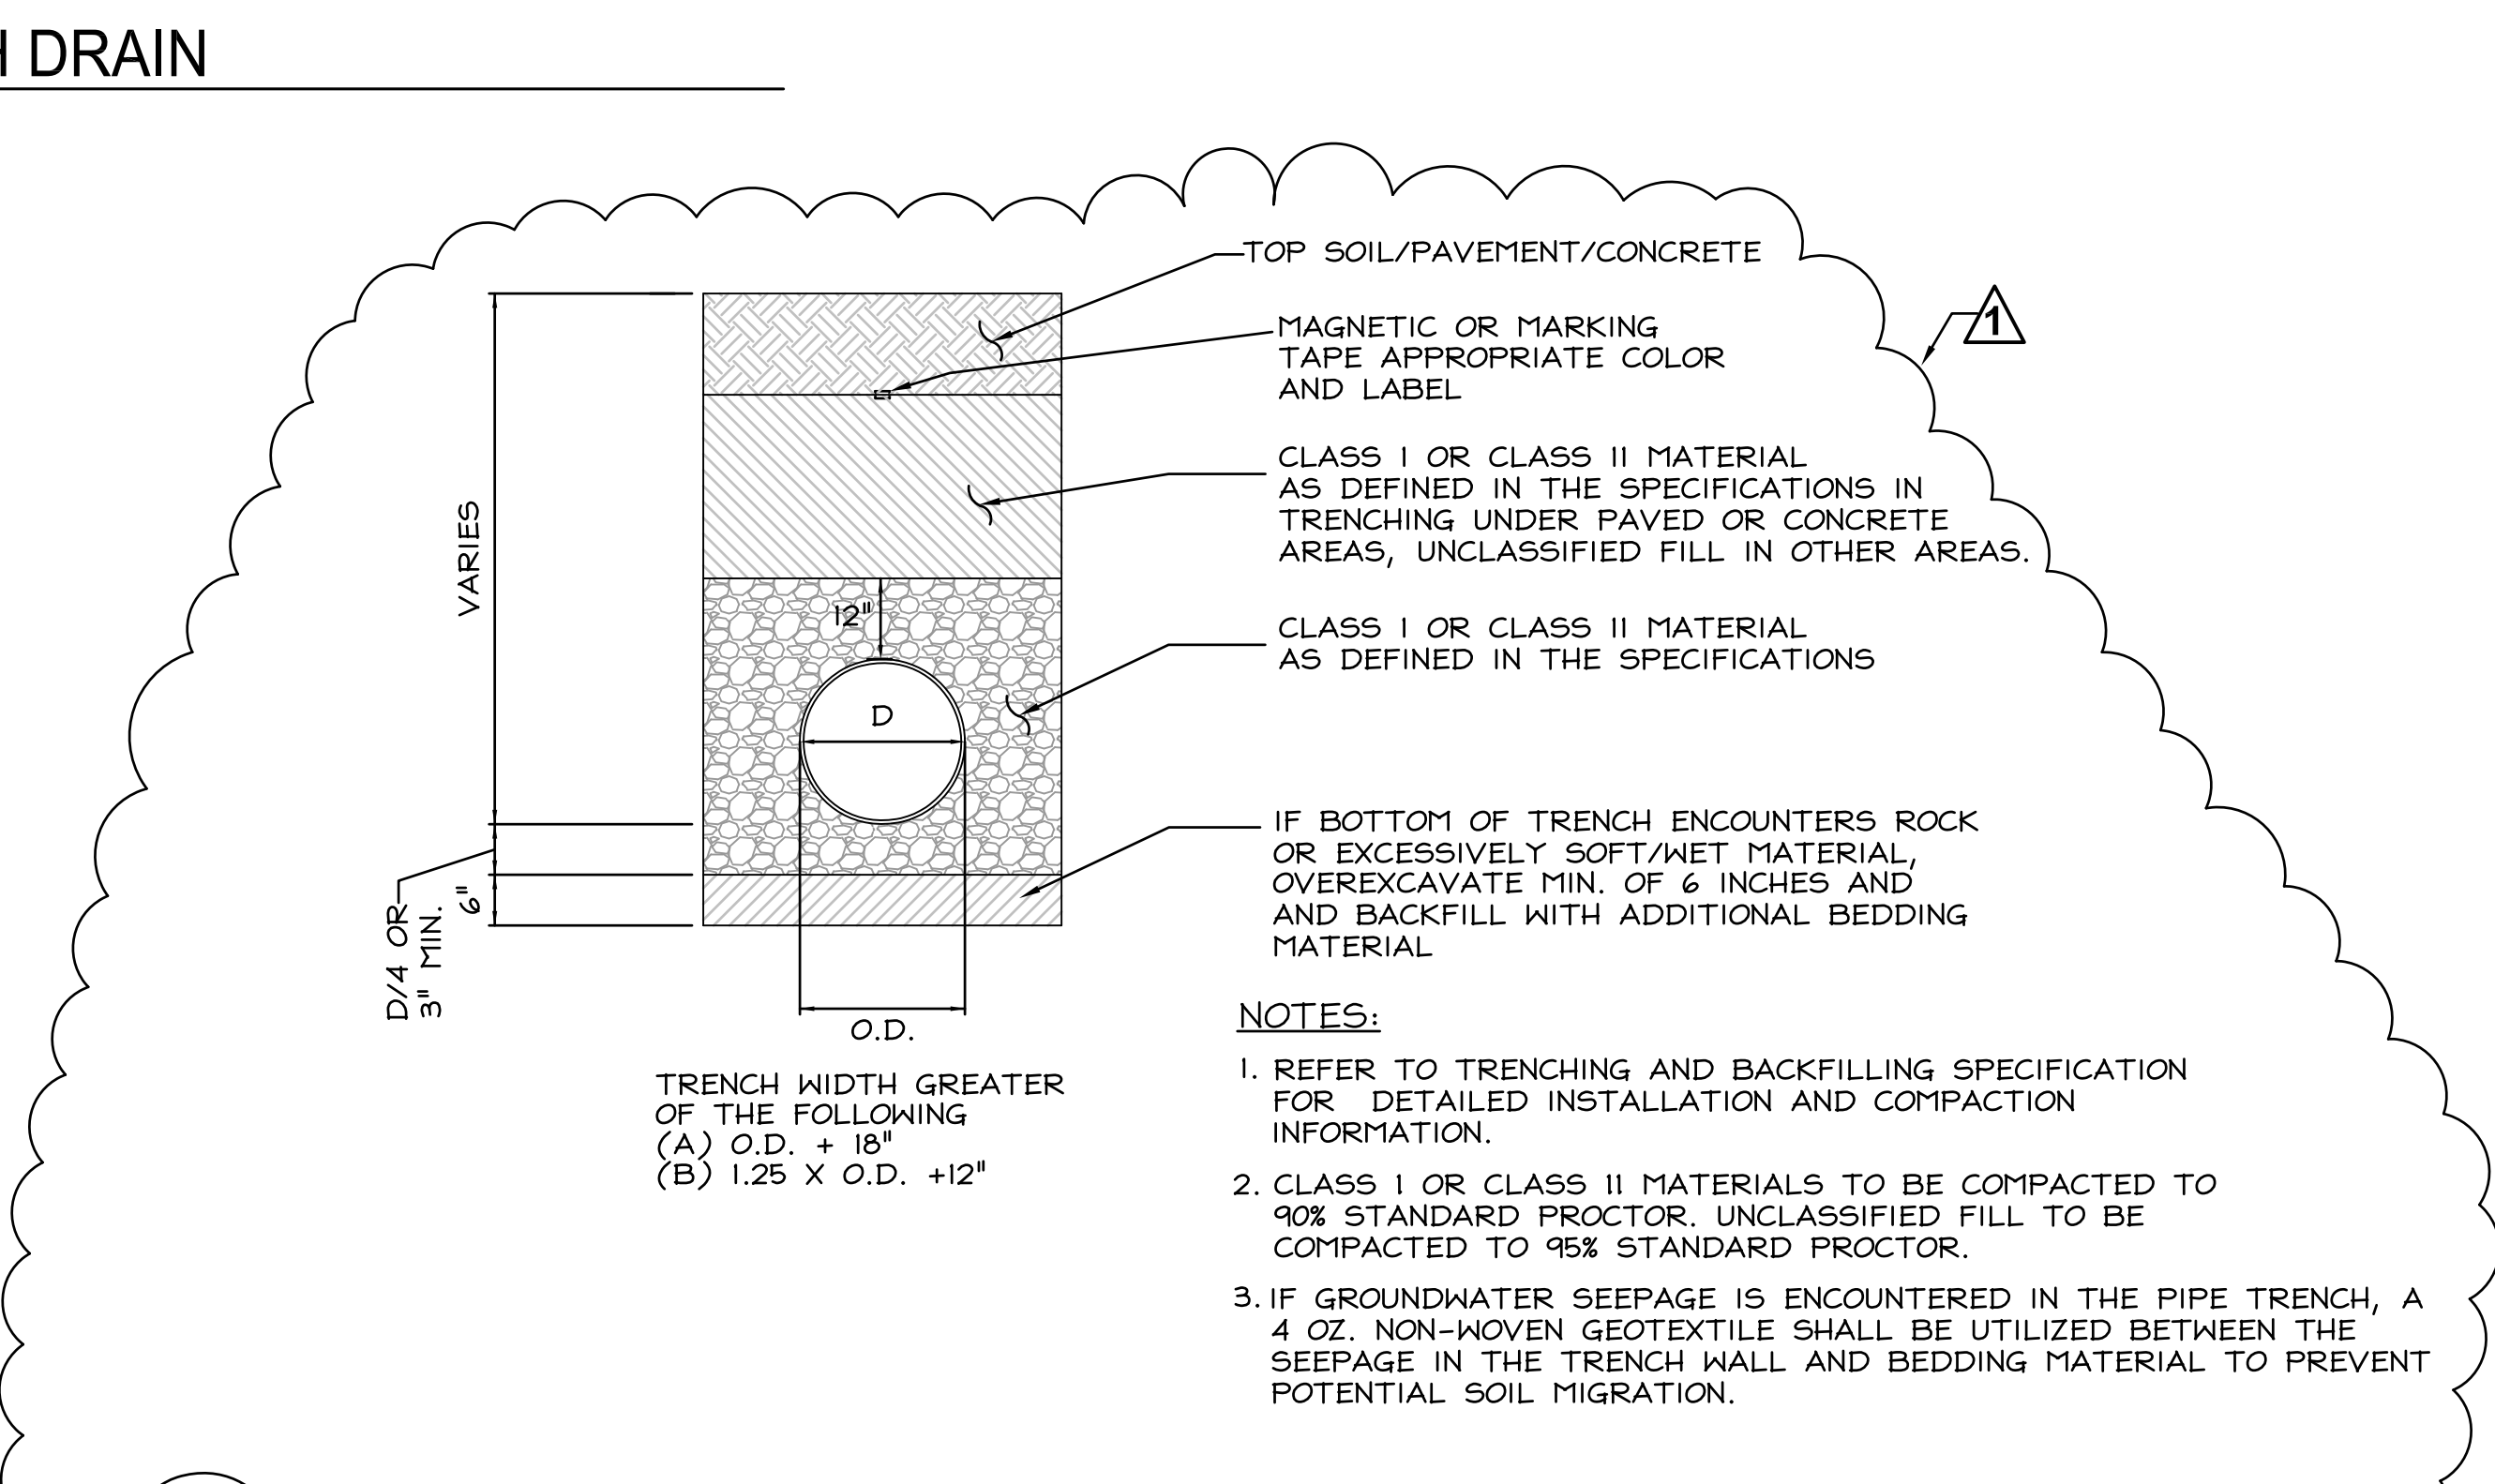 DRAIN
TOP SOIL/PAVEMENT/CONCRETE
1
MAGNETIC OR MARKING
TAPE APPROPRIATE COLOR
AND LABEL
CLASS I OR CLASS II MATERIAL
AS DEFINED IN THE SPECIFICATIONS IN
TRENCHING UNDER PAVED OR CONCRETE
AREAS, UNCLASSIFIED FILL IN OTHER AREAS.
VARIES
12"
CLASS I OR CLASS II MATERIAL
AS DEFINED IN THE SPECIFICATIONS
D
IF BOTTOM OF TRENCH ENCOUNTERS ROCK
OR EXCESSIVELY SOFT/WET MATERIAL,
OVEREXCAVATE MIN. OF 6 INCHES AND
AND BACKFILL WITH ADDITIONAL BEDDING
MATERIAL
6"
D/4 OR
3" MIN.
O.D.
TRENCH WIDTH GREATER
OF THE FOLLOWING
(A) O.D. + 18"
(B) 1.25 X O.D. +12"
NOTES:
1. REFER TO TRENCHING AND BACKFILLING SPECIFICATION
FOR DETAILED INSTALLATION AND COMPACTION
INFORMATION.
2. CLASS I OR CLASS II MATERIALS TO BE COMPACTED TO
90% STANDARD PROCTOR. UNCLASSIFIED FILL TO BE
COMPACTED TO 95% STANDARD PROCTOR.
3. IF GROUNDWATER SEEPAGE IS ENCOUNTERED IN THE PIPE TRENCH, A
4 OZ. NON-WOVEN GEOTEXTILE SHALL BE UTILIZED BETWEEN THE
SEEPAGE IN THE TRENCH WALL AND BEDDING MATERIAL TO PREVENT
POTENTIAL SOIL MIGRATION.